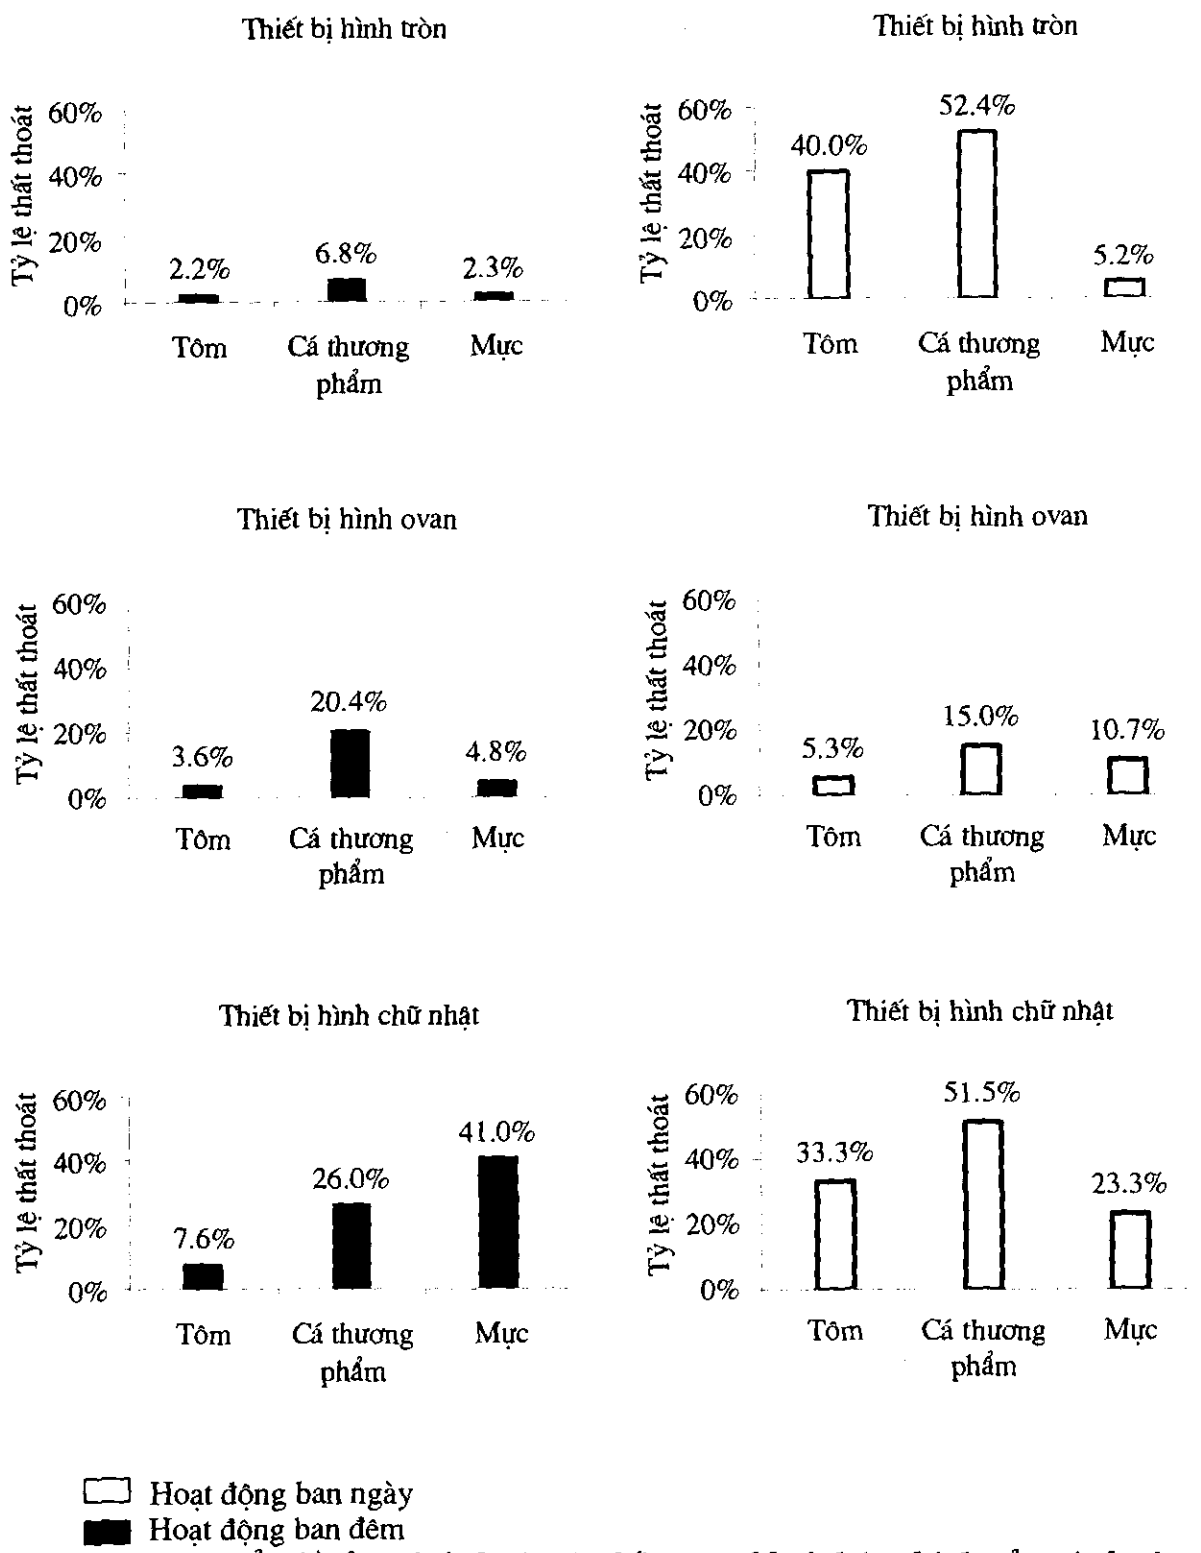 Thiết bị hình tròn
Tỷ lệ thất thoát
60%
40%
20%
0%
2.2%
6.8%
2.3%
Tôm
Cá thương
phẩm
Mực
Thiết bị hình tròn
Tỷ lệ thất thoát
60%
40%
20%
0%
40.0%
52.4%
5.2%
Tôm
Cá thương
phẩm
Mực
Thiết bị hình ovan
Tỷ lệ thất thoát
60%
40%
20%
0%
3.6%
20.4%
4.8%
Tôm
Cá thương
phẩm
Mực
Thiết bị hình ovan
Tỷ lệ thất thoát
60%
40%
20%
0%
5.3%
15.0%
10.7%
Tôm
Cá thương
phẩm
Mực
Thiết bị hình chữ nhật
Tỷ lệ thất thoát
60%
40%
20%
0%
7.6%
26.0%
41.0%
Tôm
Cá thương
phẩm
Mực
Thiết bị hình chữ nhật
Tỷ lệ thất thoát
60%
40%
20%
0%
33.3%
51.5%
23.3%
Tôm
Cá thương
phẩm
Mực
Hoạt động ban ngày
Hoạt động ban đêm